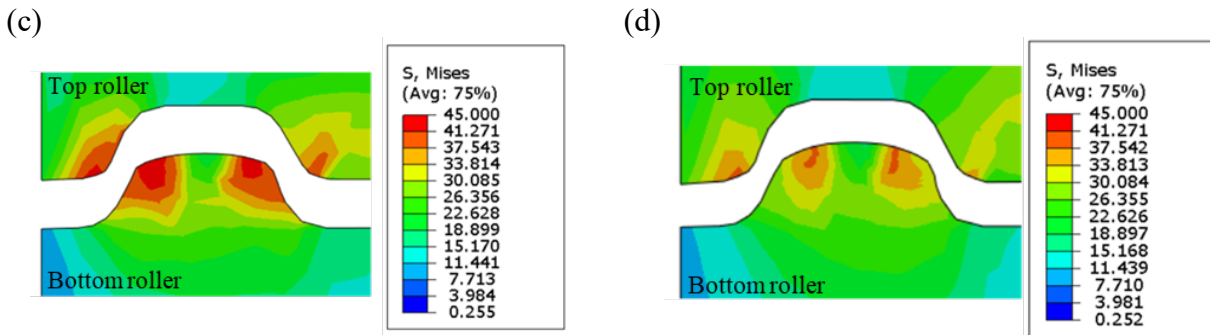 (c)
Top roller
Bottom roller
S, Mises
(Avg: 75%)
45.000
41.271
37.543
33.814
30.085
26.356
22.628
18.899
15.170
11.441
7.713
3.984
0.255
(d)
Top roller
Bottom roller
S, Mises
(Avg: 75%)
45.000
41.271
37.542
33.813
30.084
26.355
22.626
18.897
15.168
11.439
7.710
3.981
0.252